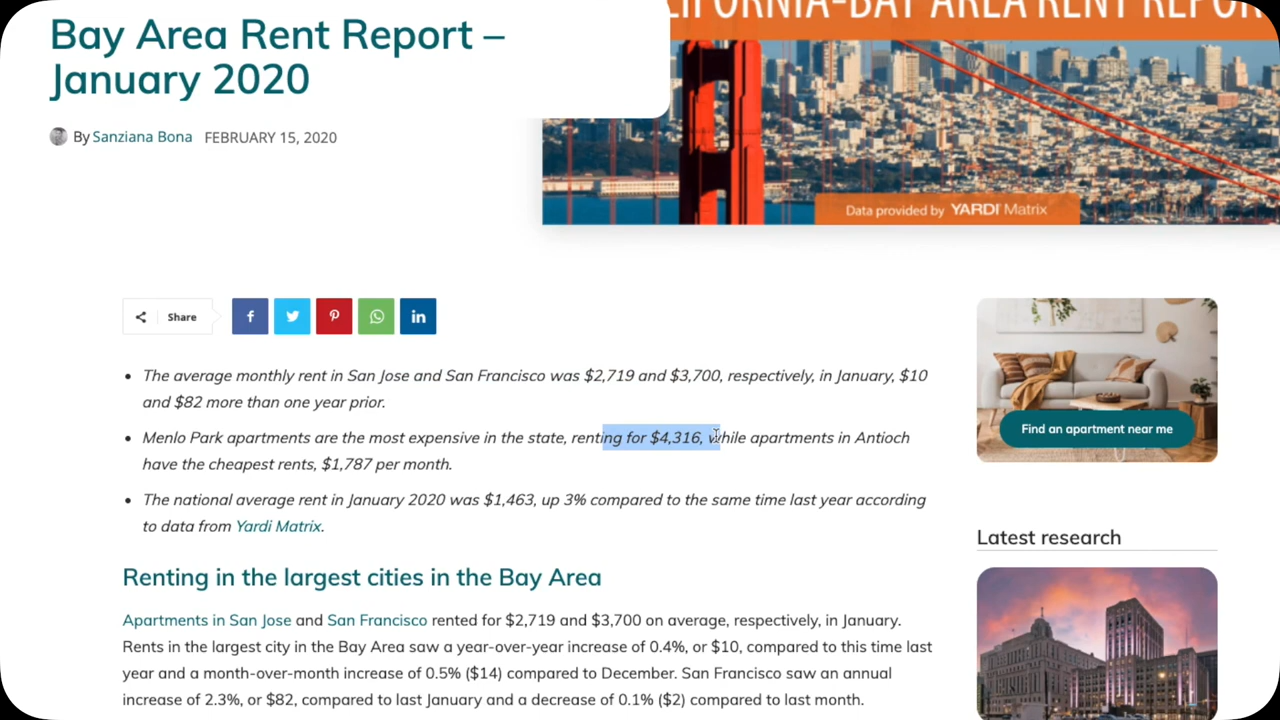 Bay Area Rent Report –
January 2020
By Sanziana Bona FEBRUARY 15, 2020
CALIFORNIA-BAY AREA RENT REPORT
Data provided by YARDI Matrix
Share
• The average monthly rent in San Jose and San Francisco was $2,719 and $3,700, respectively, in January, $10
and $82 more than one year prior.
• Menlo Park apartments are the most expensive in the state, renting for $4,316, while apartments in Antioch
have the cheapest rents, $1,787 per month.
• The national average rent in January 2020 was $1,463, up 3% compared to the same time last year according
to data from Yardi Matrix.
Find an apartment near me
Latest research
Renting in the largest cities in the Bay Area
Apartments in San Jose and San Francisco rented for $2,719 and $3,700 on average, respectively, in January.
Rents in the largest city in the Bay Area saw a year-over-year increase of 0.4%, or $10, compared to this time last
year and a month-over-month increase of 0.5% ($14) compared to December. San Francisco saw an annual
increase of 2.3%, or $82, compared to last January and a decrease of 0.1% ($2) compared to last month.